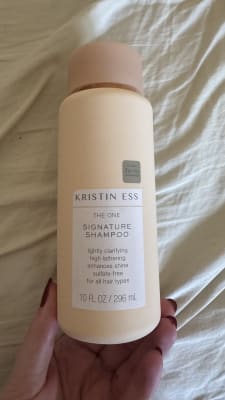 KRISTIN ESS
THE ONE
SIGNATURE
SHAMPOO
lightly clarifying
high lathering
enhances shine
sulfate-free
for all hair types
10 FL OZ / 296 mL